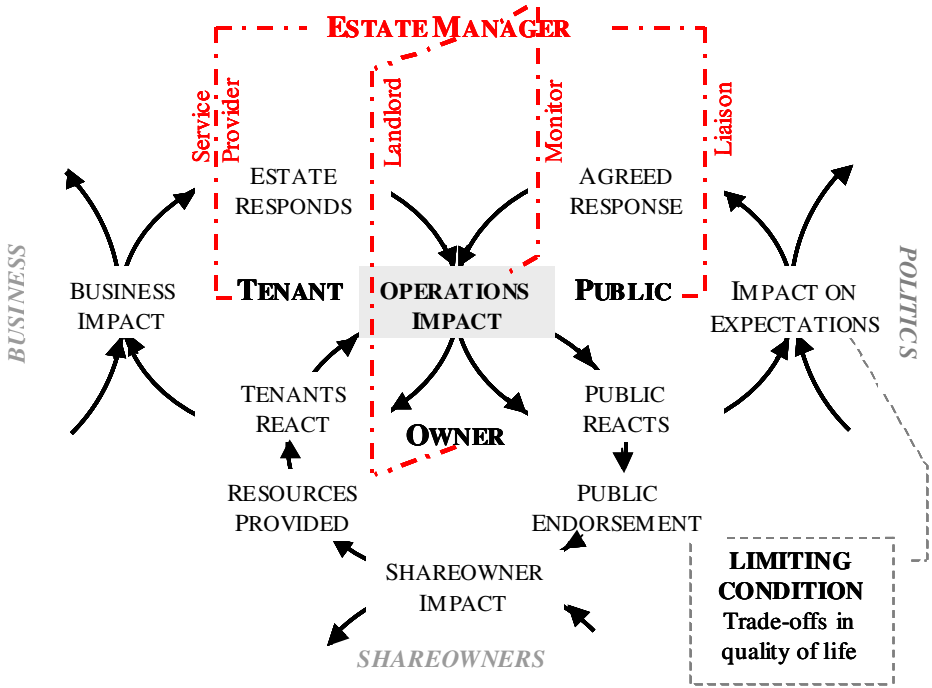 ESTATE MANAGER
Service
Provider
Landlord
Monitor
Liaison
ESTATE
RESPONDS
AGREED
RESPONSE
BUSINESS
POLITICS
BUSINESS
IMPACT
TENANT
OPERATIONS
IMPACT
PUBLIC
IMPACT ON
EXPECTATIONS
TENANTS
REACT
OWNER
PUBLIC
REACTS
RESOURCES
PROVIDED
PUBLIC
ENDORSEMENT
SHAREOWNER
IMPACT
LIMITING
CONDITION
Trade-offs in
quality of life
SHAREOWNERS